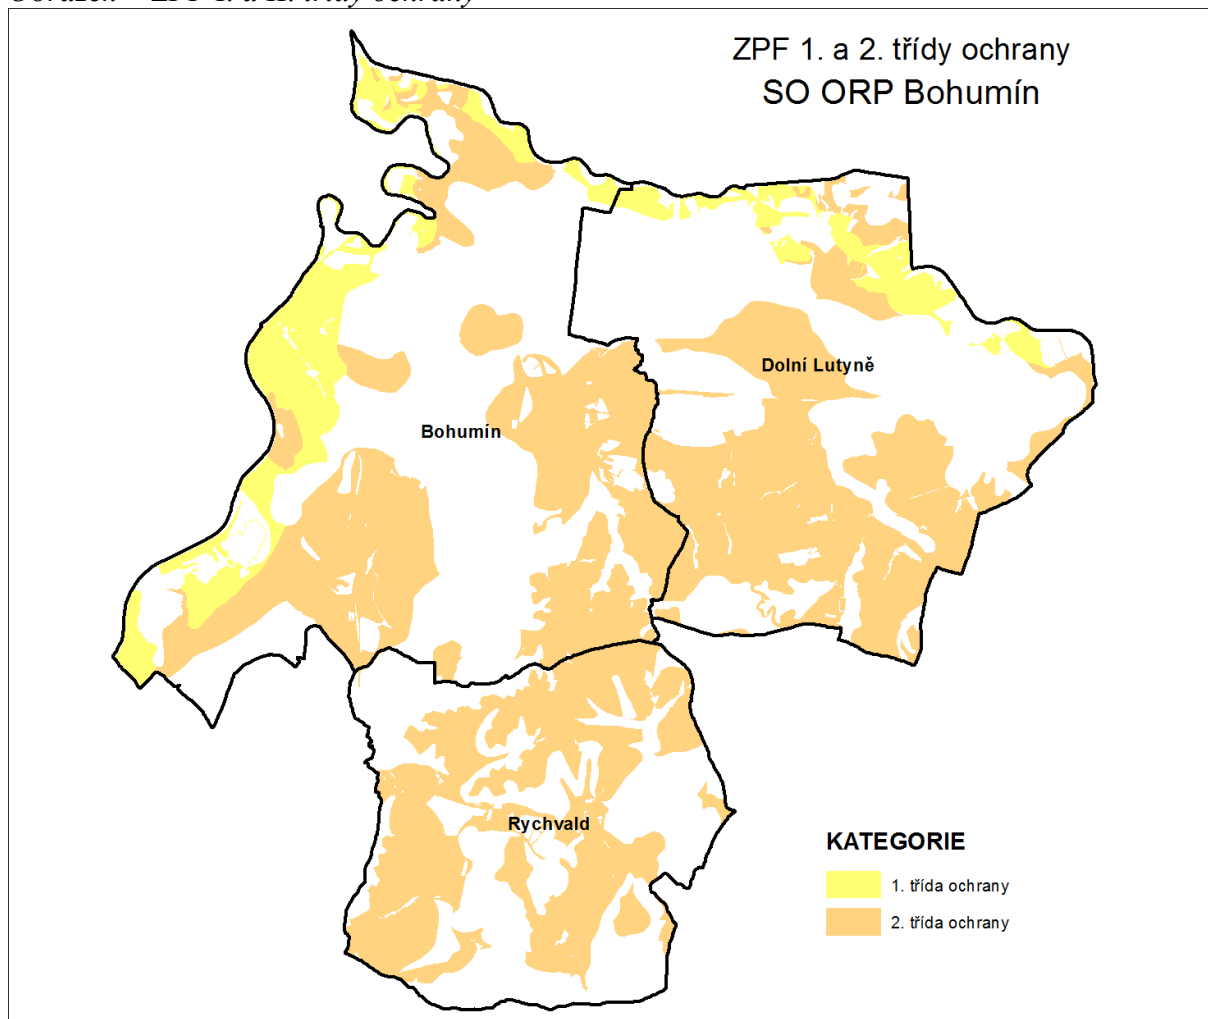 ZPF 1. a 2. třídy ochrany
SO ORP Bohumín
Dolní Lutyně
Bohumín
Rychvald
KATEGORIE
1. třída ochrany
2. třída ochrany